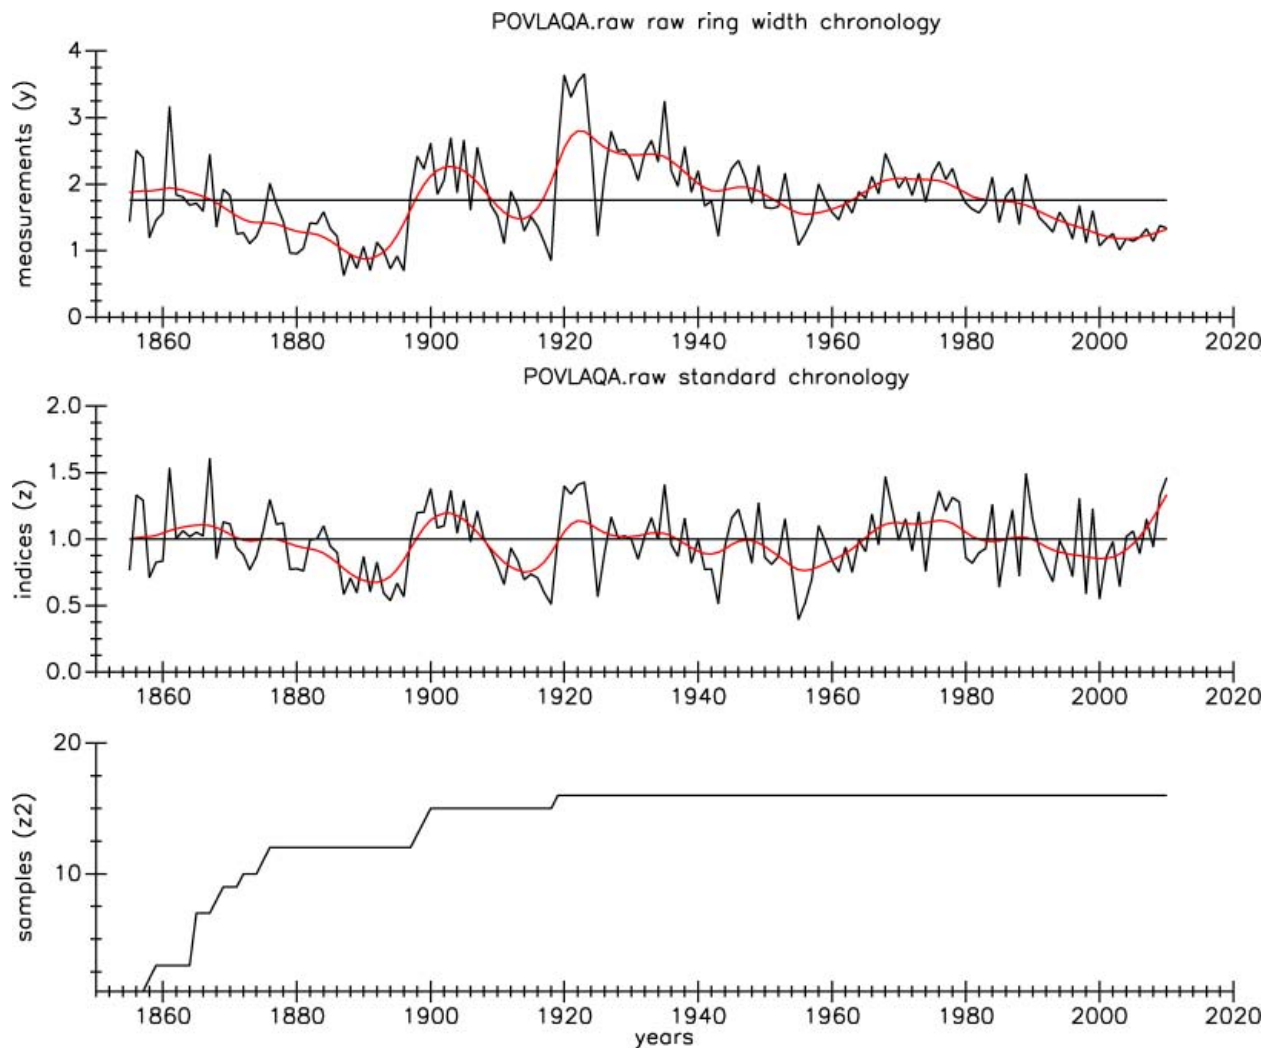 POVLAQA.raw raw ring width chronology
measurements (y)
4
3
2
1
0
1860 1880 1900 1920 1940 1960 1980 2000 2020
POVLAQA.raw standard chronology
indices (z)
2.0
1.5
1.0
0.5
0.0
1860 1880 1900 1920 1940 1960 1980 2000 2020
samples (z2)
20
10
1860 1880 1900 1920 1940 1960 1980 2000 2020
years